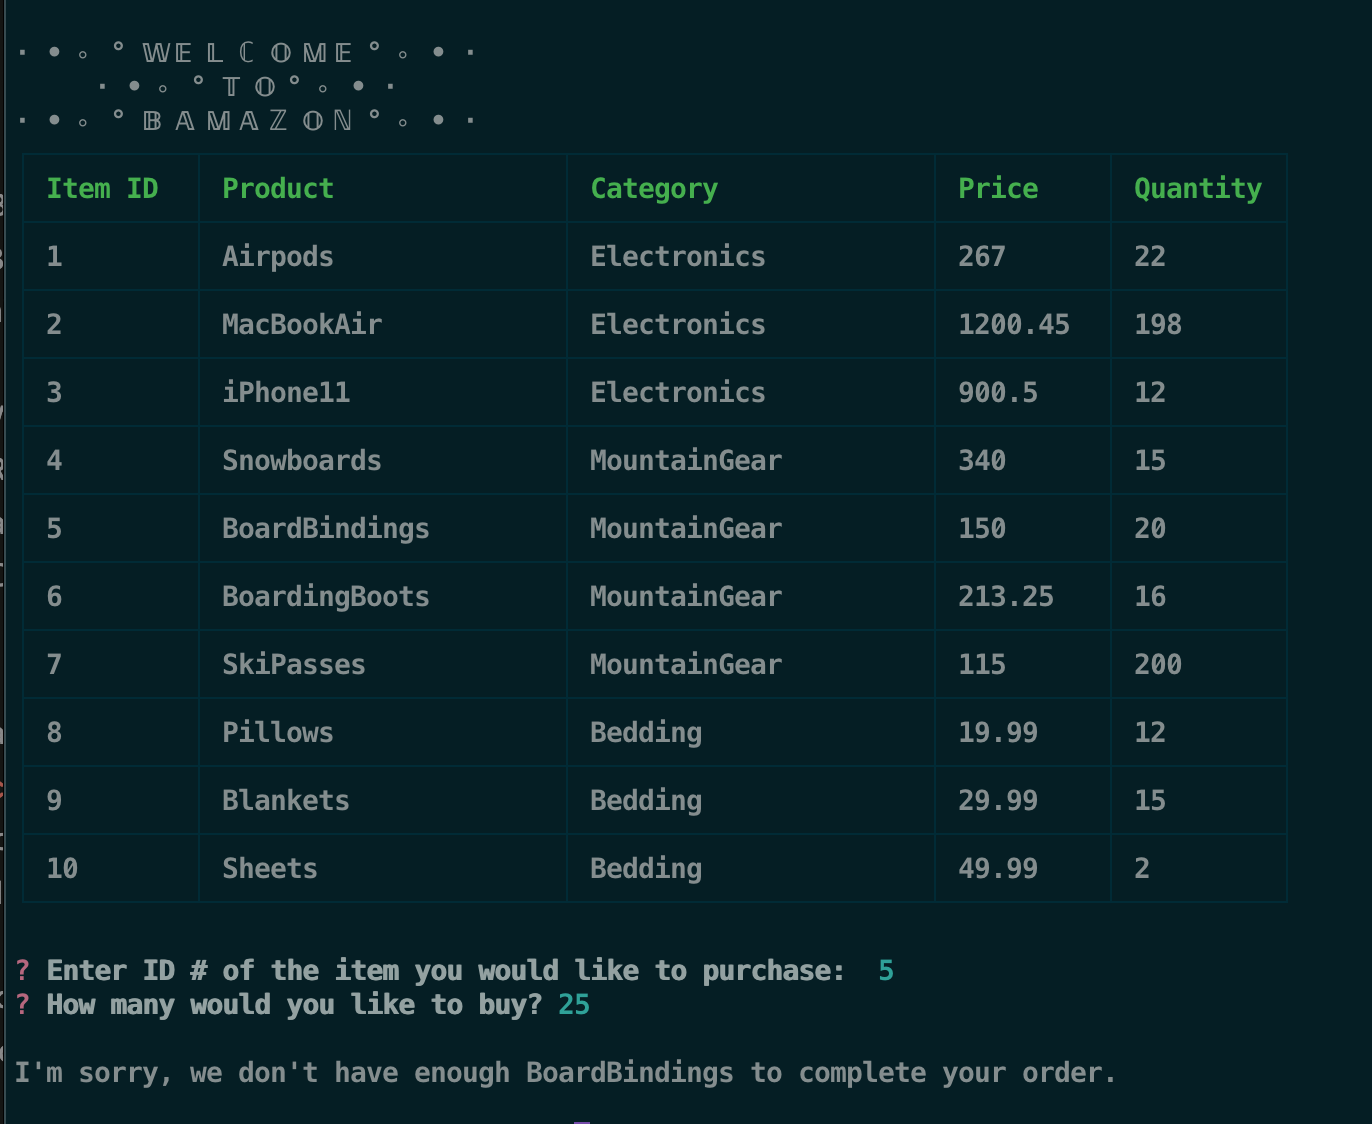 · • 。 ° 𝕎 𝔼 𝕃 ℂ 𝕆 𝕄 𝔼 ° 。 • ·
· • 。 ° 𝕋 𝕆 ° 。 • ·
· • 。 ° 𝔹 𝔸 𝕄 𝔸 ℤ 𝕆 ℕ ° 。 • ·
Item ID Product Category Price Quantity
1 Airpods Electronics 267 22
2 MacBookAir Electronics 1200.45 198
3 iPhone11 Electronics 900.5 12
4 Snowboards MountainGear 340 15
5 BoardBindings MountainGear 150 20
6 BoardingBoots MountainGear 213.25 16
7 SkiPasses MountainGear 115 200
8 Pillows Bedding 19.99 12
9 Blankets Bedding 29.99 15
10 Sheets Bedding 49.99 2
? Enter ID # of the item you would like to purchase: 5
? How many would you like to buy? 25
I'm sorry, we don't have enough BoardBindings to complete your order.